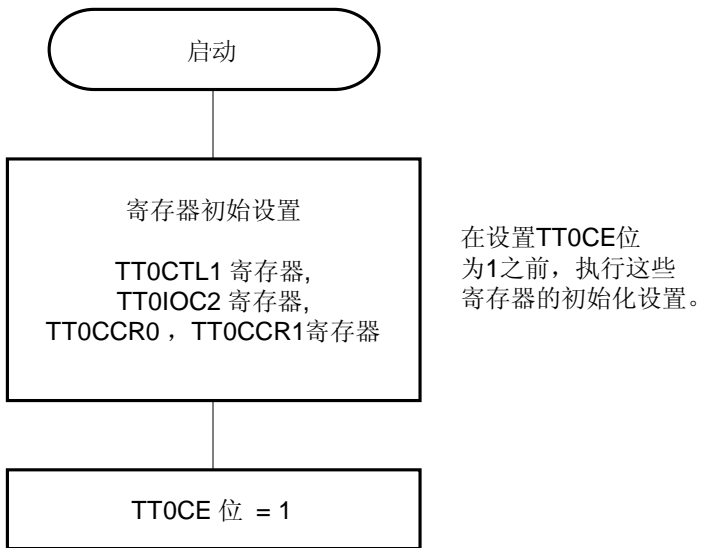 启动
寄存器初始设置
TT0CTL1 寄存器,
TT0IOC2 寄存器,
TT0CCR0 ，TT0CCR1寄存器
在设置TT0CE位
为1之前，执行这些
寄存器的初始化设置。
TT0CE 位 = 1